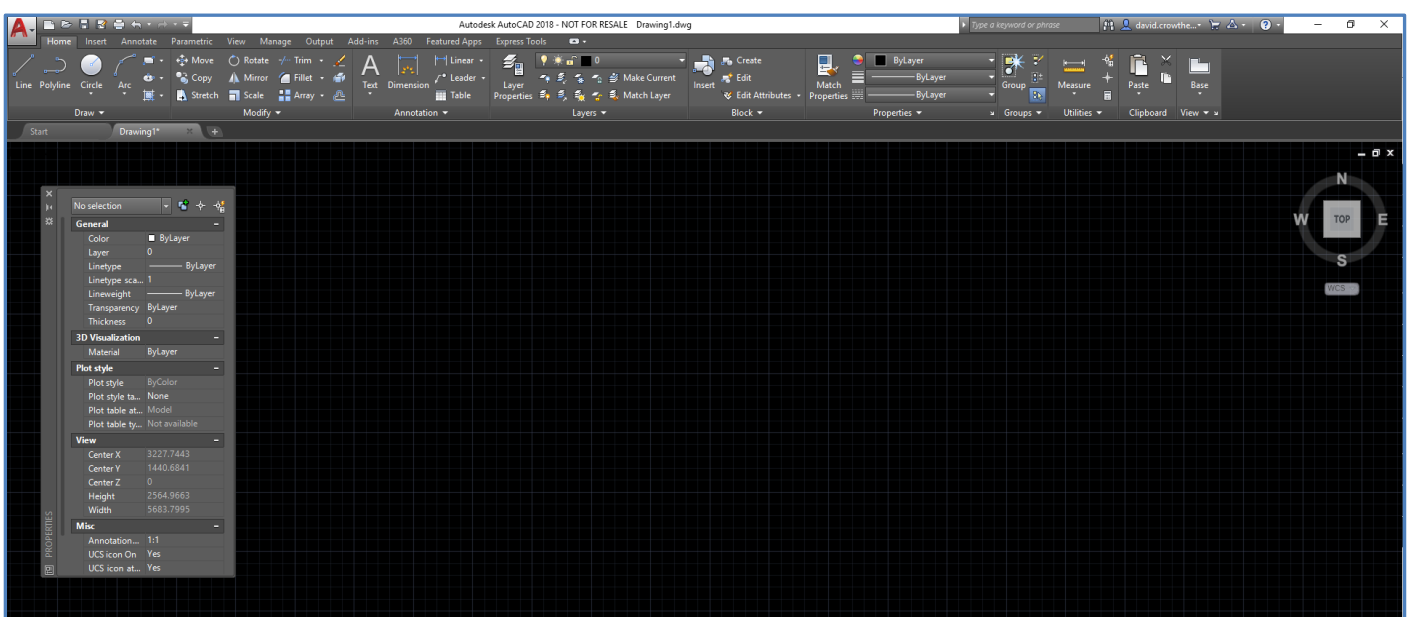 A Autodesk AutoCAD 2018 - NOT FOR RESALE Drawing1.dwg Type a keyword or phrase david.crowthe...
Home Insert Annotate Parametric View Manage Output Add-ins A360 Featured Apps Express Tools
Move Rotate Trim Linear 0 Create ByLayer
Copy Mirror Fillet Leader Make Current Edit ByLayer
Line Polyline Circle Arc Text Dimension Layer Properties Insert Match Properties Group Measure Paste Base
Stretch Scale Array Table Match Layer Edit Attributes ByLayer
Draw Modify Annotation Layers Block Properties Groups Utilities Clipboard View
Start Drawing1*
N
W TOP E
S
WCS
No selection
General
Color ByLayer
Layer 0
Linetype ByLayer
Linetype sca... 1
Lineweight ByLayer
Transparency ByLayer
Thickness 0
3D Visualization
Material ByLayer
Plot style
Plot style ByColor
Plot style ta... None
Plot table at... Model
Plot table ty... Not available
View
Center X 3227.7443
Center Y 1440.6841
Center Z 0
Height 2564.9663
Width 5683.7995
Misc
Annotation... 1:1
UCS icon On Yes
UCS icon at... Yes
PROPERTIES